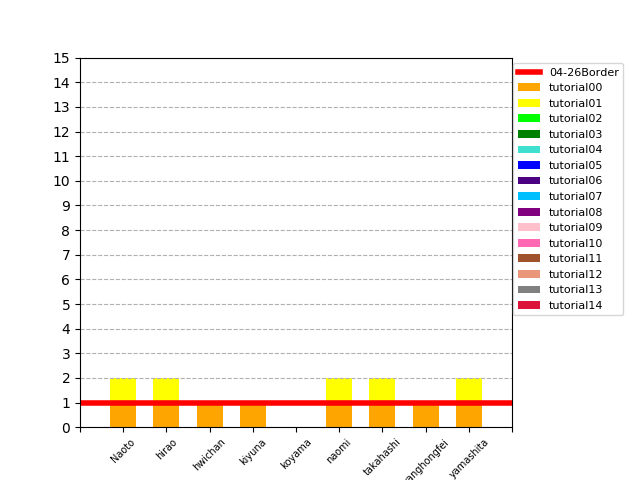 15
14
13
12
11
10
9
8
7
6
5
4
3
2
1
0
Naoto
hirao
hwichan
kiyuna
koyama
naomi
takahashi
anghongfei
yamashita
04-26Border
tutorial00
tutorial01
tutorial02
tutorial03
tutorial04
tutorial05
tutorial06
tutorial07
tutorial08
tutorial09
tutorial10
tutorial11
tutorial12
tutorial13
tutorial14